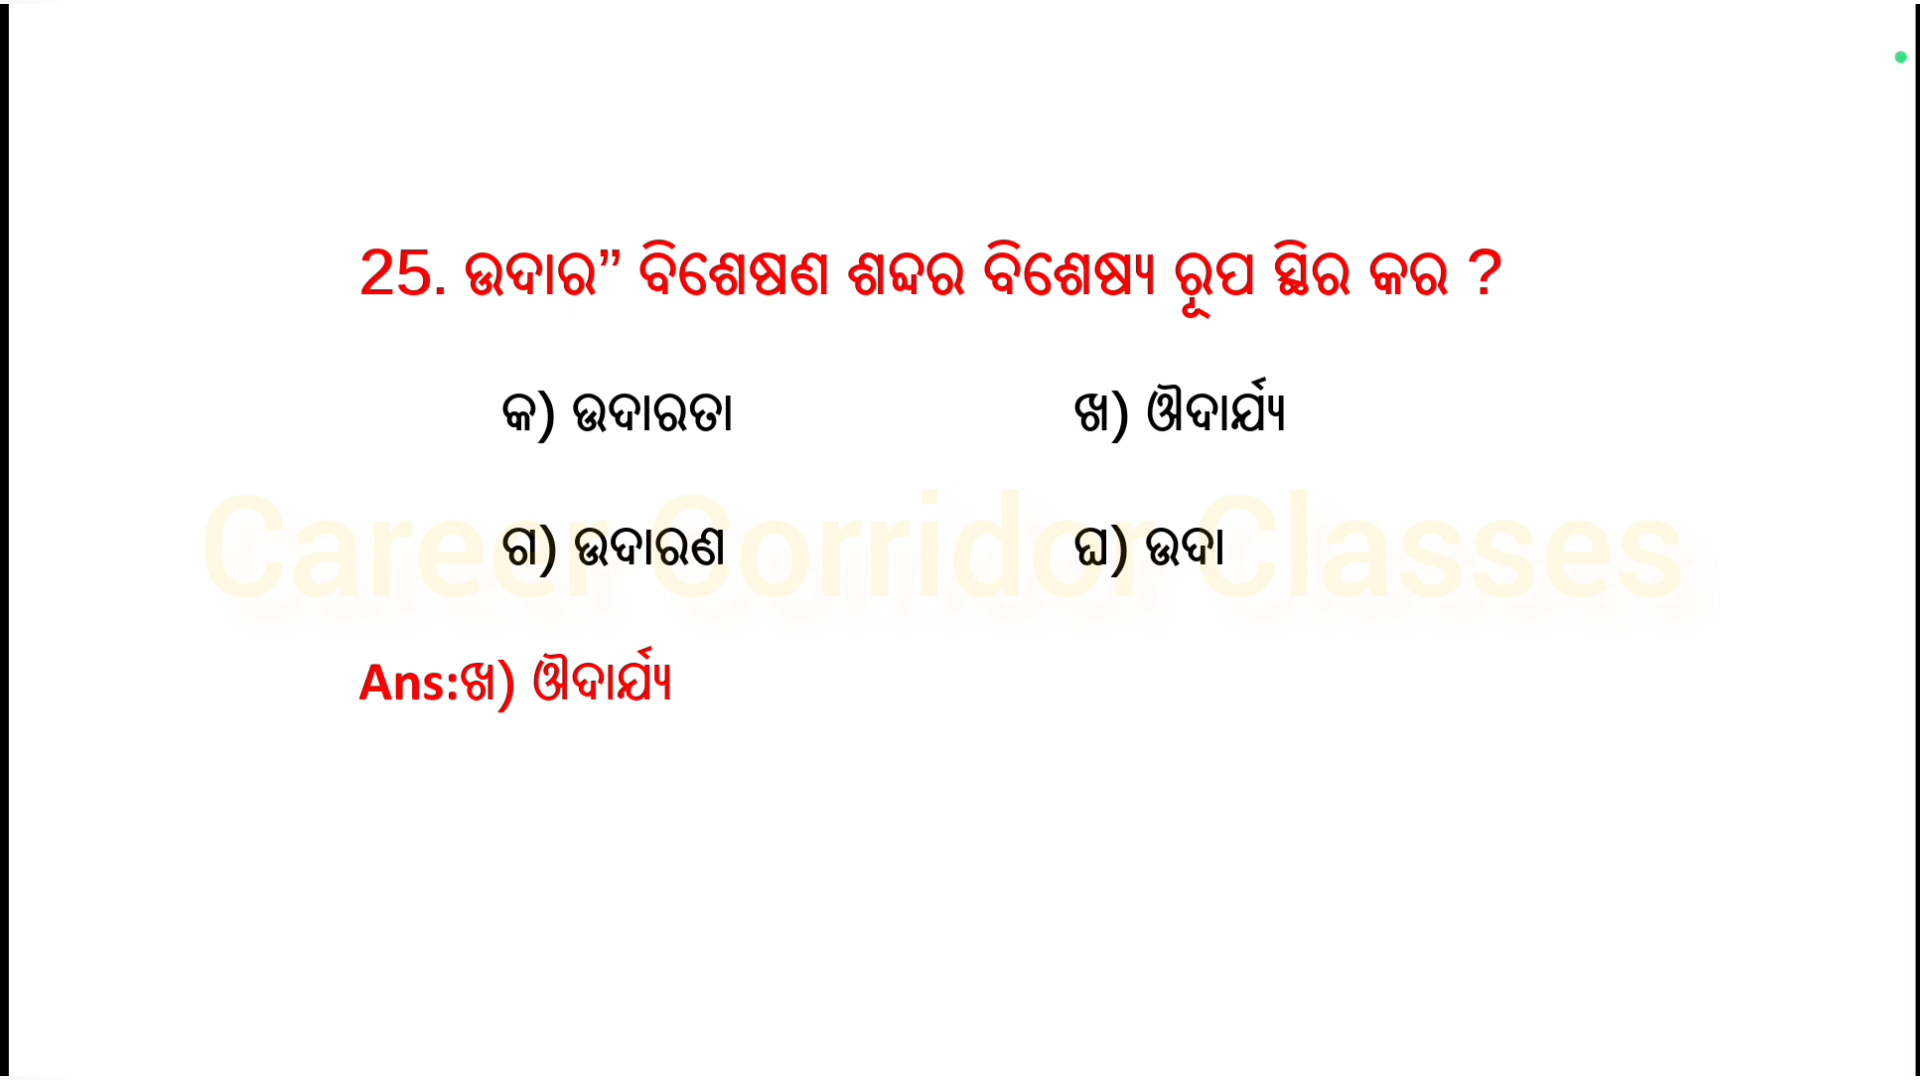 25. ଉଦାର” ବିଶେଷଣ ଶବ୍ଦର ବିଶେଷ୍ୟ ରୂପ ସ୍ଥିର କର ?
କ) ଉଦାରତା ଖ) ଔଦାର୍ଯ୍ୟ
Career Corridor Classes
ଗ) ଉଦାରଣ ଘ) ଉଦା
Ans:ଖ) ଔଦାର୍ଯ୍ୟ